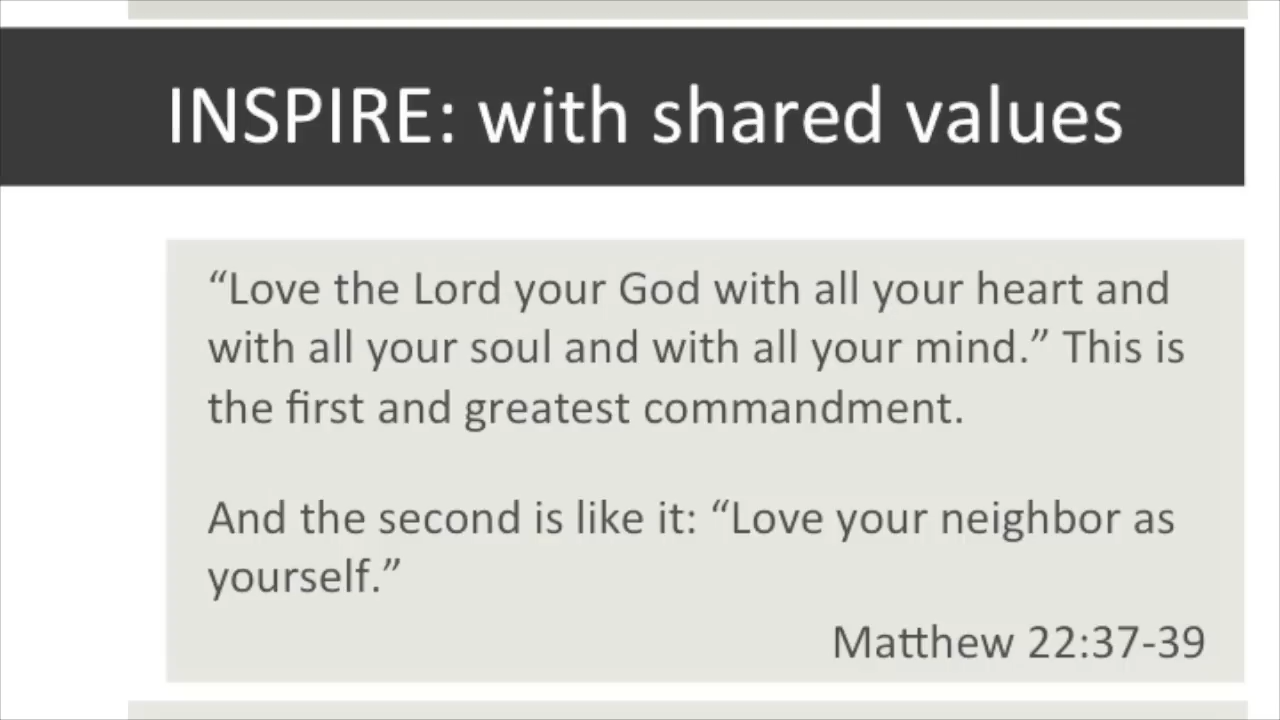 INSPIRE: with shared values
“Love the Lord your God with all your heart and
with all your soul and with all your mind.” This is
the first and greatest commandment.
And the second is like it: “Love your neighbor as
yourself.”
Matthew 22:37-39